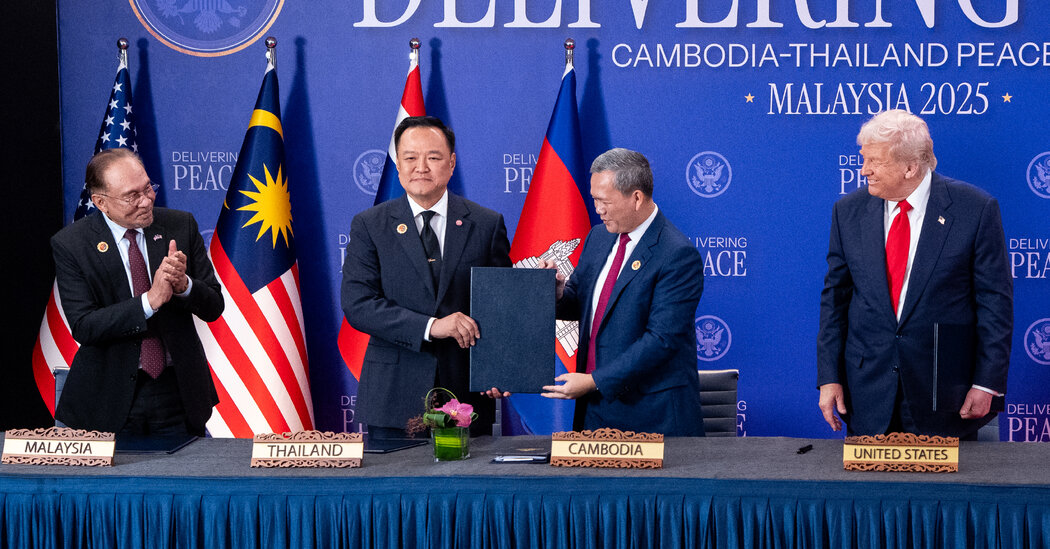 DELIVERING
CAMBODIA–THAILAND PEACE
MALAYSIA 2025
DELIVERING
PEACE
DELIVERING
DELIVERING
PEACE
DELIVERING
PEACE
DELIVERING
PEACE
MALAYSIA
THAILAND
CAMBODIA
UNITED STATES